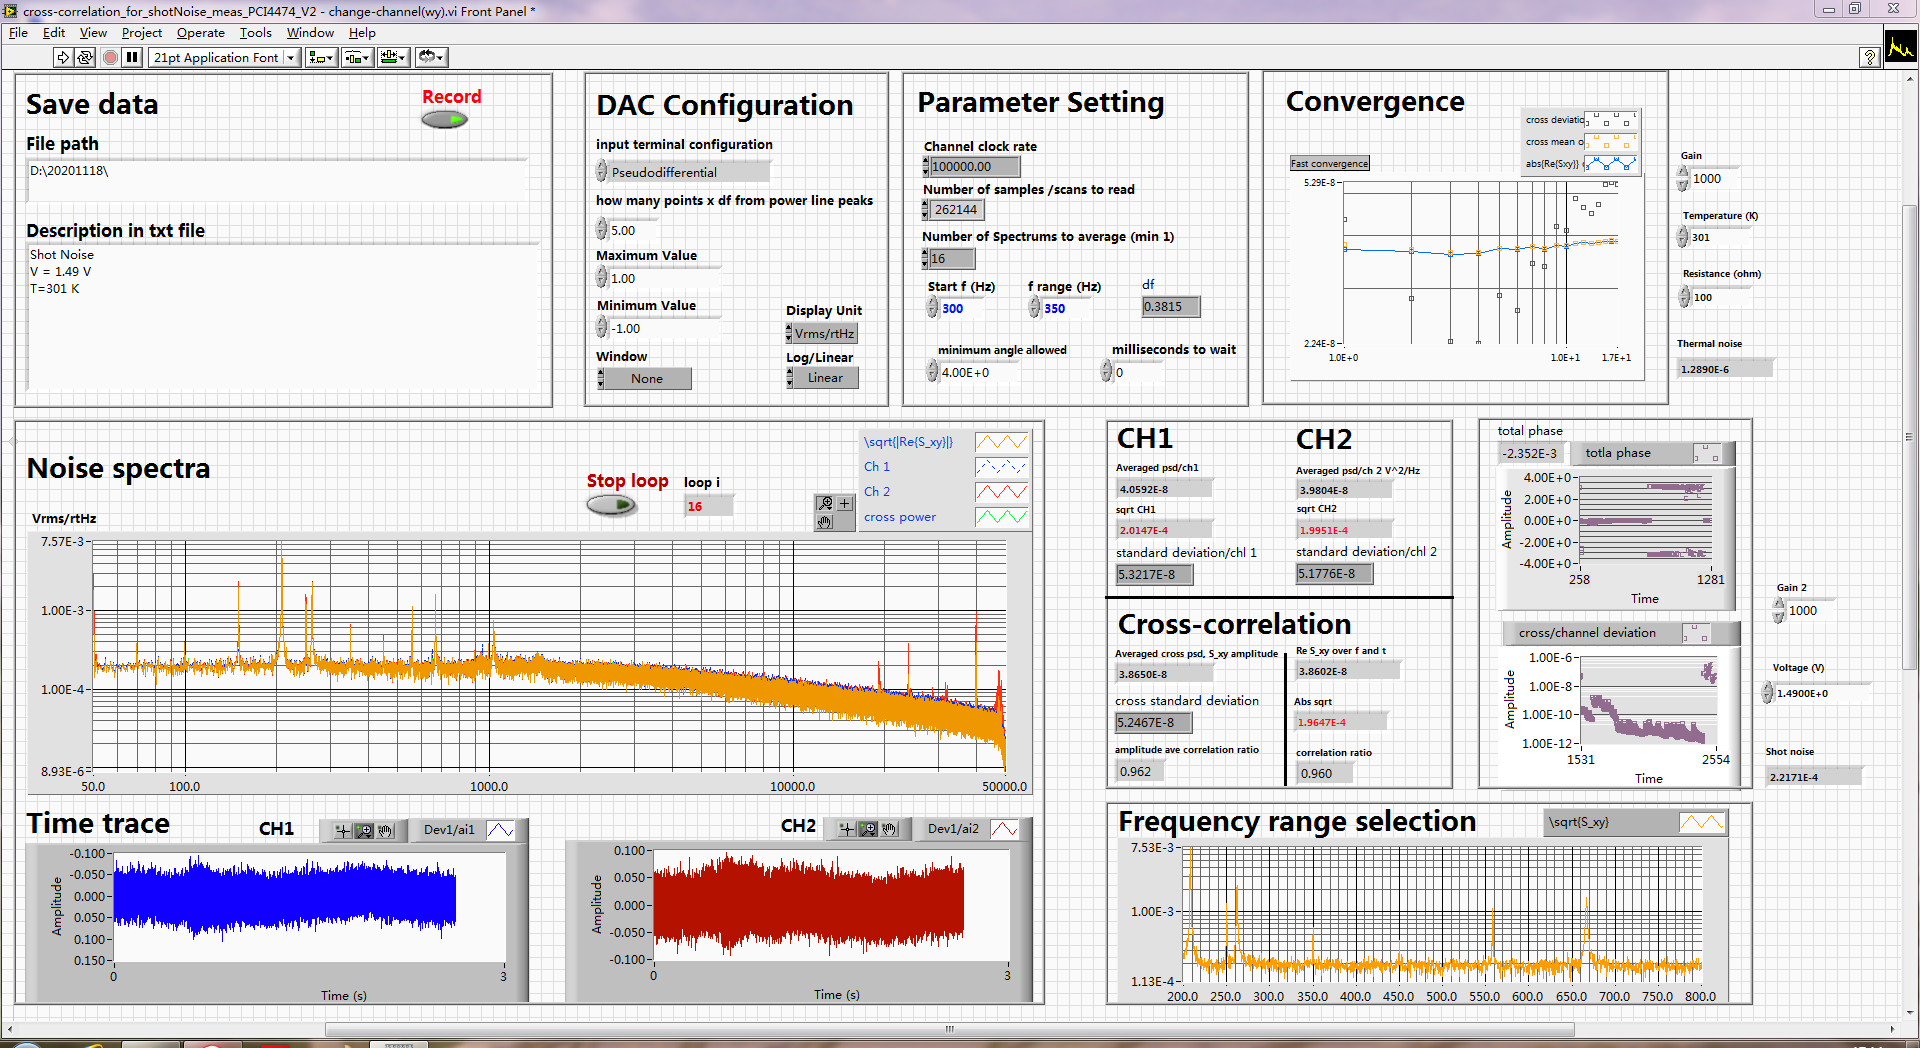 cross-correlation_for_shotNoise_meas_PCI4474_V2 - change-channel(wy).vi Front Panel *
File Edit View Project Operate Tools Window Help
21pt Application Font
Save data
Record
File path
D:\20201118\
Description in txt file
Shot Noise
V = 1.49 V
T=301 K
DAC Configuration
input terminal configuration
Pseudodifferential
how many points x df from power line peaks
5.00
Maximum Value
1.00
Minimum Value
-1.00
Window
None
Display Unit
Vrms/rtHz
Log/Linear
Linear
Parameter Setting
Channel clock rate
100000.00
Number of samples /scans to read
262144
Number of Spectrums to average (min 1)
16
Start f (Hz)
300
f range (Hz)
350
df
0.3815
minimum angle allowed
4.00E+0
milliseconds to wait
0
Convergence
cross deviatio
cross mean o
abs{Re{Sxy}}
Fast convergence
5.29E-8
2.24E-8
1.0E+0
1.0E+1
1.7E+1
Gain
1000
Temperature (K)
301
Resistance (ohm)
100
Thermal noise
1.2890E-6
Noise spectra
Stop loop
loop i
16
\sqrt{|Re{S_xy}|}
Ch 1
Ch 2
cross power
Vrms/rtHz
7.57E-3
1.00E-3
1.00E-4
8.93E-6
50.0
100.0
1000.0
10000.0
50000.0
CH1
Averaged psd/ch1
4.0592E-8
sqrt CH1
2.0147E-4
standard deviation/chl 1
5.3217E-8
CH2
Averaged psd/ch 2 V^2/Hz
3.9804E-8
sqrt CH2
1.9951E-4
standard deviation/chl 2
5.1776E-8
Cross-correlation
Averaged cross psd, S_xy amplitude
3.8650E-8
cross standard deviation
5.2467E-8
amplitude ave correlation ratio
0.962
Re S_xy over f and t
3.8602E-8
Abs sqrt
1.9647E-4
correlation ratio
0.960
total phase
-2.352E-3
totla phase
4.00E+0
2.00E+0
0.00E+0
-2.00E+0
-4.00E+0
Amplitude
258
1281
Time
cross/channel deviation
1.00E-6
1.00E-8
1.00E-10
1.00E-12
Amplitude
1531
2554
Time
Gain 2
1000
Voltage (V)
1.4900E+0
Shot noise
2.2171E-4
Time trace
CH1
Dev1/ai1
-0.100
-0.050
0.000
0.050
0.100
0.150
Amplitude
0
3
Time (s)
CH2
Dev1/ai2
0.100
0.050
0.000
-0.050
-0.100
Amplitude
0
3
Time (s)
Frequency range selection
\sqrt{S_xy}
7.53E-3
1.00E-3
1.13E-4
200.0 250.0 300.0 350.0 400.0 450.0 500.0 550.0 600.0 650.0 700.0 750.0 800.0